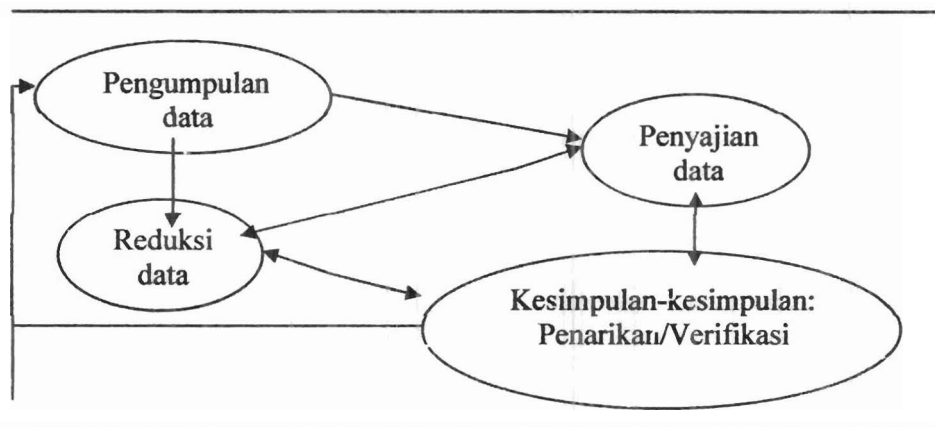 Pengumpulan
data
Penyajian
data
Reduksi
data
Kesimpulan-kesimpulan:
Penarikan/Verifikasi